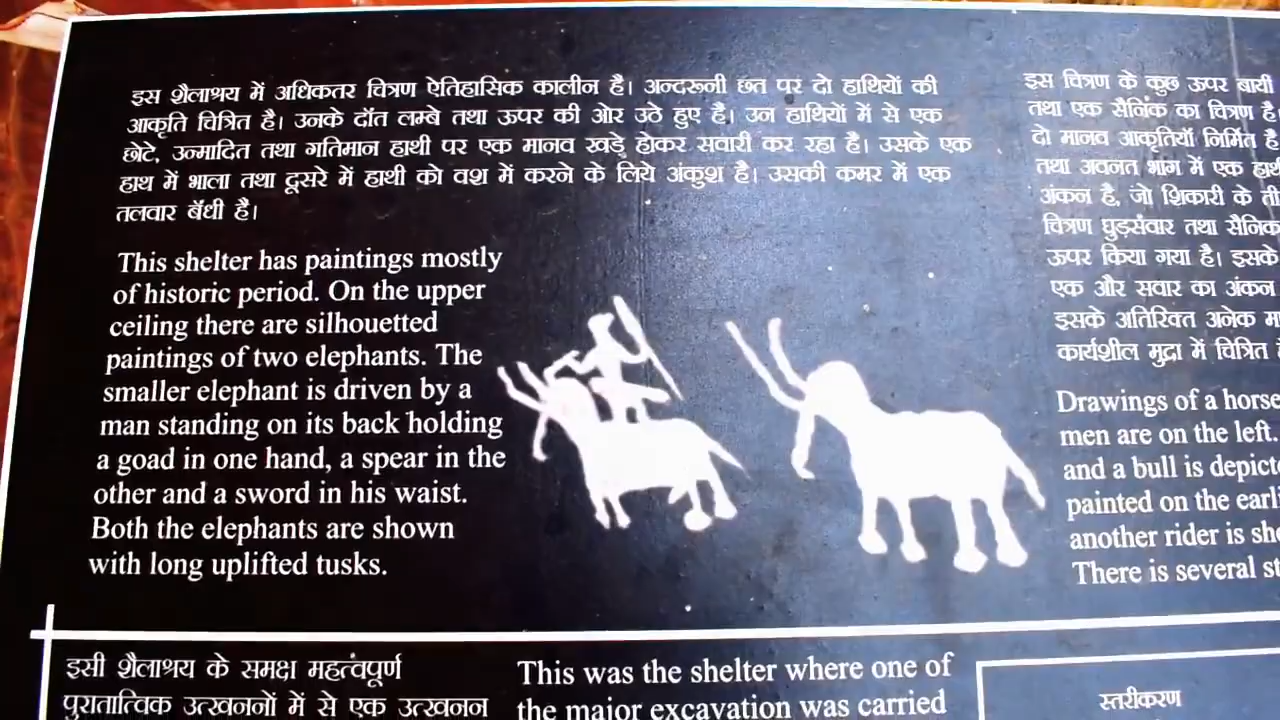 इस शैलाश्रय में अधिकतर चित्रण ऐतिहासिक कालीन है। अन्दरूनी छत पर दो हाथियों की
आकृति चित्रित है। उनके दाँत लम्बे तथा ऊपर की ओर उठे हुए है। उन हाथियों में से एक
छोटे, उन्मादित तथा गतिमान हाथी पर एक मानव खड़े होकर सवारी कर रहा है। उसके एक
हाथ में भाला तथा दूसरे में हाथी को वश में करने के लिये अंकुश है। उसकी कमर में एक
तलवार बँधी है।
This shelter has paintings mostly
of historic period. On the upper
ceiling there are silhouetted
paintings of two elephants. The
smaller elephant is driven by a
man standing on its back holding
a goad in one hand, a spear in the
other and a sword in his waist.
Both the elephants are shown
with long uplifted tusks.
इस चित्रण के कुछ ऊपर बायी
तथा एक सैनिक का चित्रण है
दो मानव आकृतियाँ निर्मित है
तथा अवनत भाग में एक
अंकन है, जो शिकारी के
चित्रण घुड़सवार तथा सैनिक
ऊपर किया गया है। इसके
एक और सवार का अंकन
इसके अतिरिक्त अनेक
कार्यशील मुद्रा में चित्रित
Drawings of a horse
men are on the left.
and a bull is
painted on the
another rider is
There is several
इसी शैलाश्रय के समक्ष महत्वपूर्ण
पुरातात्विक उत्खननों में से एक उत्खनन
This was the shelter where one of
the major excavation was carried
स्तरीकरण